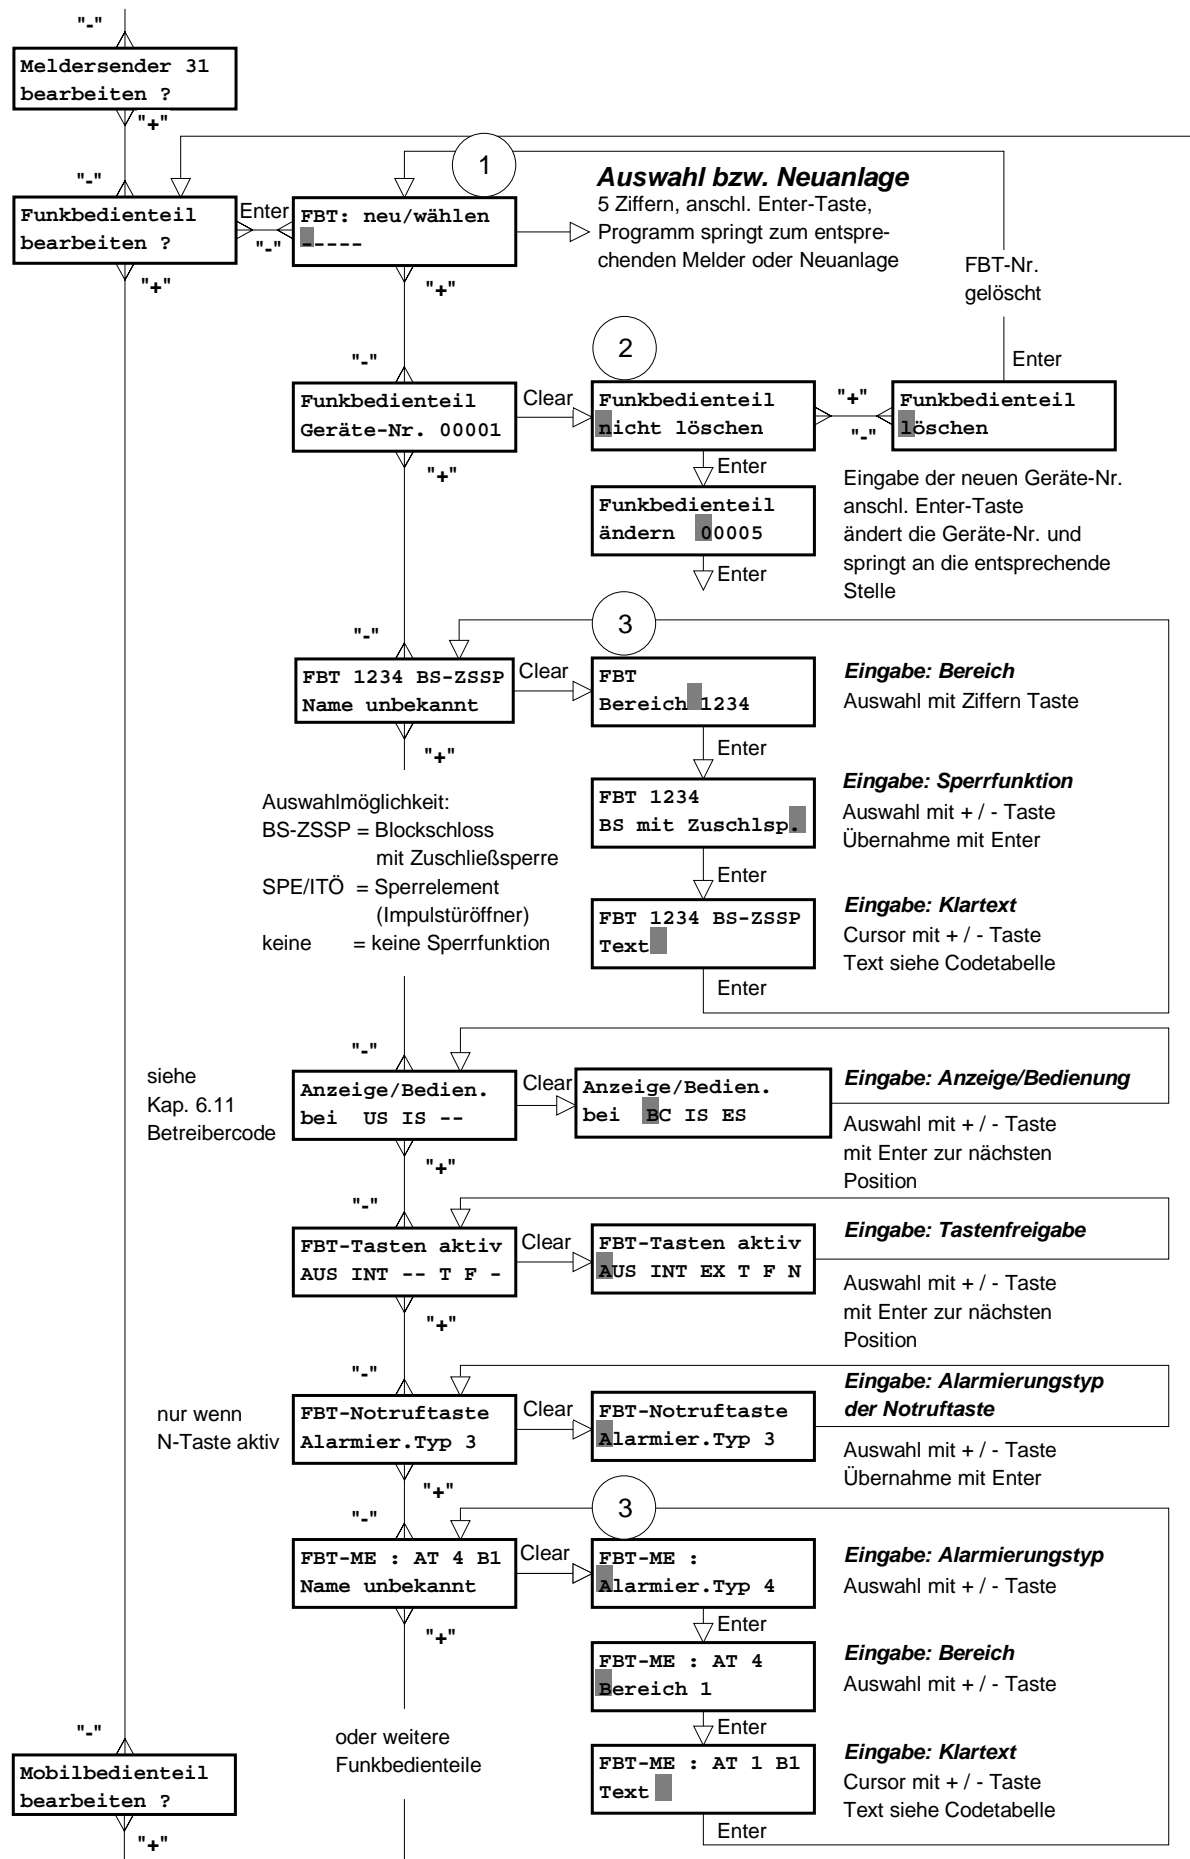 "-"
Meldersender 31
bearbeiten ?
"+"
"-"
Funkbedienteil
bearbeiten ?
"+"
Enter
"-"
1
FBT: neu/wählen
-----
"+"
Auswahl bzw. Neuanlage
5 Ziffern, anschl. Enter-Taste,
Programm springt zum entspre-
chenden Melder oder Neuanlage
FBT-Nr.
gelöscht
Enter
"-"
Funkbedienteil
Geräte-Nr. 00001
"+"
Clear
2
Funkbedienteil
nicht löschen
"+"
"-"
Funkbedienteil
löschen
Enter
Funkbedienteil
ändern 00005
Enter
Eingabe der neuen Geräte-Nr.
anschl. Enter-Taste
ändert die Geräte-Nr. und
springt an die entsprechende
Stelle
"-"
FBT 1234 BS-ZSSP
Name unbekannt
"+"
Clear
3
FBT
Bereich 1234
Eingabe: Bereich
Auswahl mit Ziffern Taste
Enter
FBT 1234
BS mit Zuschlsp.
Eingabe: Sperrfunktion
Auswahl mit + / - Taste
Übernahme mit Enter
Enter
FBT 1234 BS-ZSSP
Text
Eingabe: Klartext
Cursor mit + / - Taste
Text siehe Codetabelle
Enter
Auswahlmöglichkeit:
BS-ZSSP = Blockschloss
mit Zuschließsperre
SPE/ITÖ = Sperrelement
(Impulstüröffner)
keine = keine Sperrfunktion
siehe
Kap. 6.11
Betreibercode
"-"
Anzeige/Bedien.
bei US IS --
"+"
Clear
Anzeige/Bedien.
bei BC IS ES
Eingabe: Anzeige/Bedienung
Auswahl mit + / - Taste
mit Enter zur nächsten
Position
"-"
FBT-Tasten aktiv
AUS INT -- T F -
"+"
Clear
FBT-Tasten aktiv
AUS INT EX T F N
Eingabe: Tastenfreigabe
Auswahl mit + / - Taste
mit Enter zur nächsten
Position
nur wenn
N-Taste aktiv
"-"
FBT-Notruftaste
Alarmier.Typ 3
"+"
Clear
FBT-Notruftaste
Alarmier.Typ 3
Eingabe: Alarmierungstyp
der Notruftaste
Auswahl mit + / - Taste
Übernahme mit Enter
"-"
FBT-ME : AT 4 B1
Name unbekannt
"+"
Clear
3
FBT-ME :
Alarmier.Typ 4
Eingabe: Alarmierungstyp
Auswahl mit + / - Taste
Enter
FBT-ME : AT 4
Bereich 1
Eingabe: Bereich
Auswahl mit + / - Taste
Enter
FBT-ME : AT 1 B1
Text
Eingabe: Klartext
Cursor mit + / - Taste
Text siehe Codetabelle
Enter
oder weitere
Funkbedienteile
"-"
Mobilbedienteil
bearbeiten ?
"+"